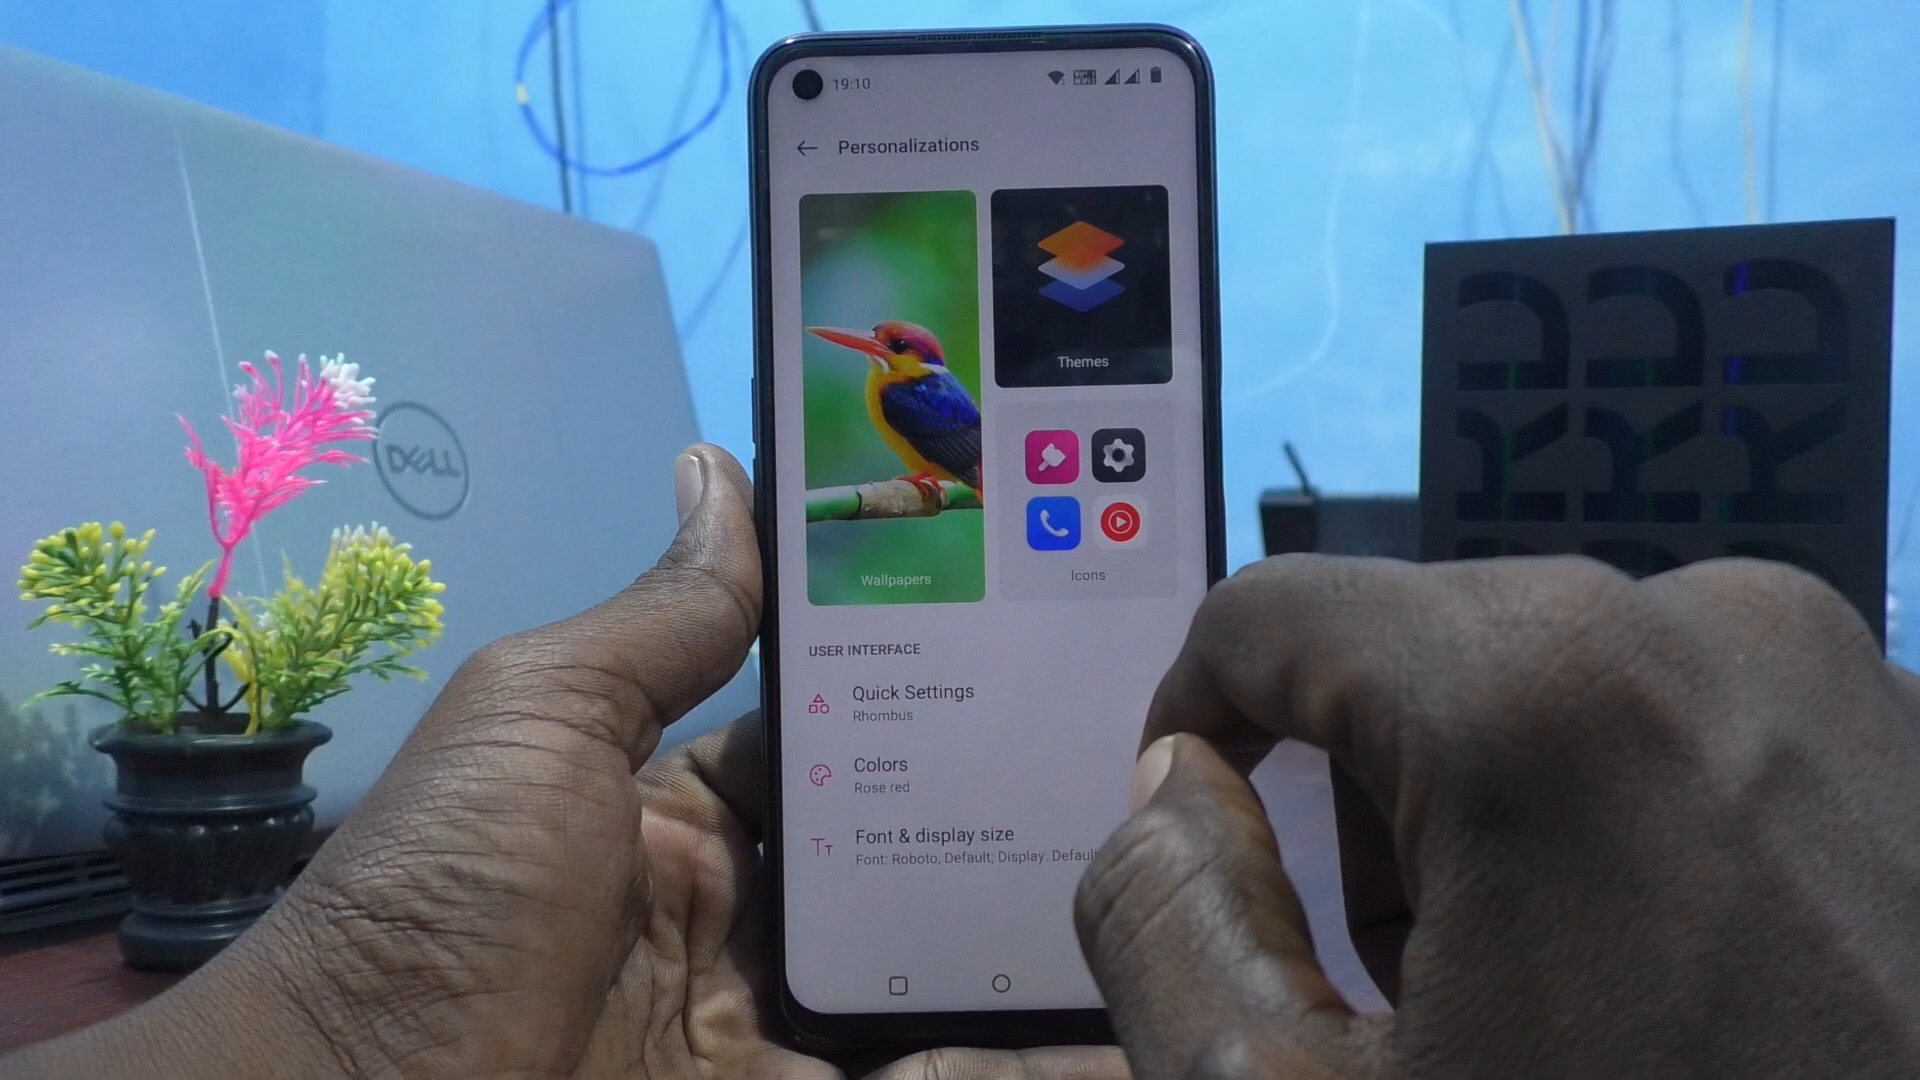 19:10
Personalizations
Themes
Wallpapers
Icons
USER INTERFACE
Quick Settings
Rhombus
Colors
Rose red
Font & display size
Font: Roboto, Default, Display: Default
DELL